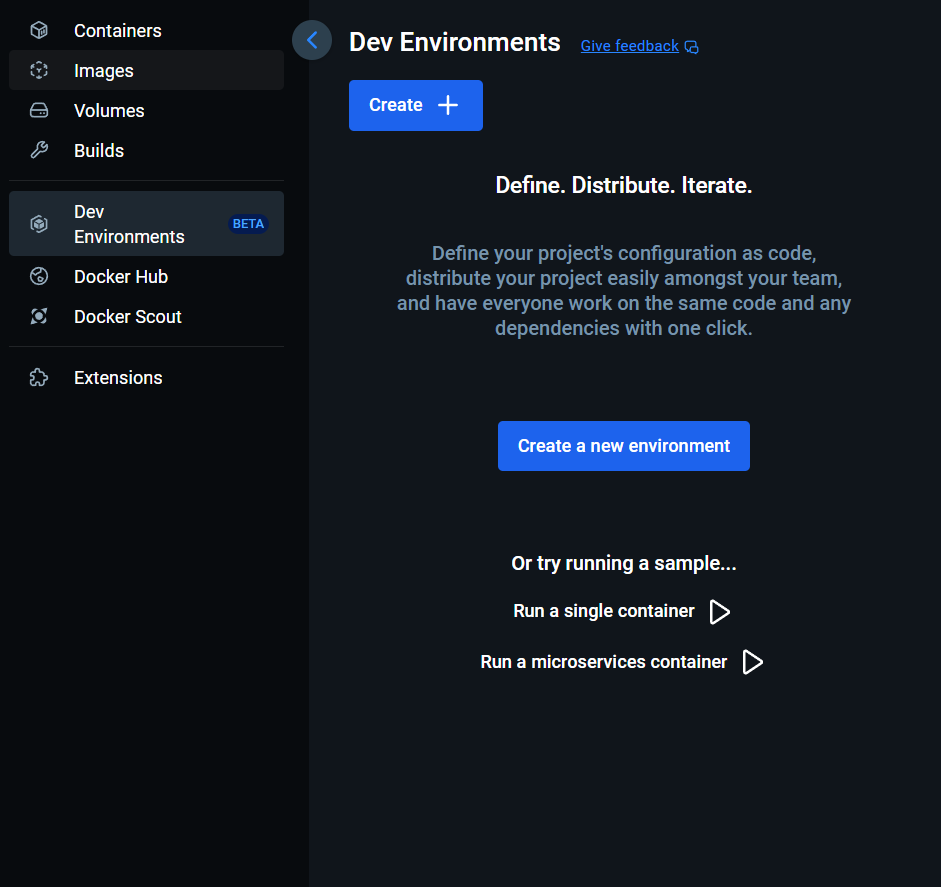 Containers
Images
Volumes
Builds
Dev
Environments
BETA
Docker Hub
Docker Scout
Extensions
Dev Environments
Give feedback
Create
Define. Distribute. Iterate.
Define your project's configuration as code,
distribute your project easily amongst your team,
and have everyone work on the same code and any
dependencies with one click.
Create a new environment
Or try running a sample...
Run a single container
Run a microservices container